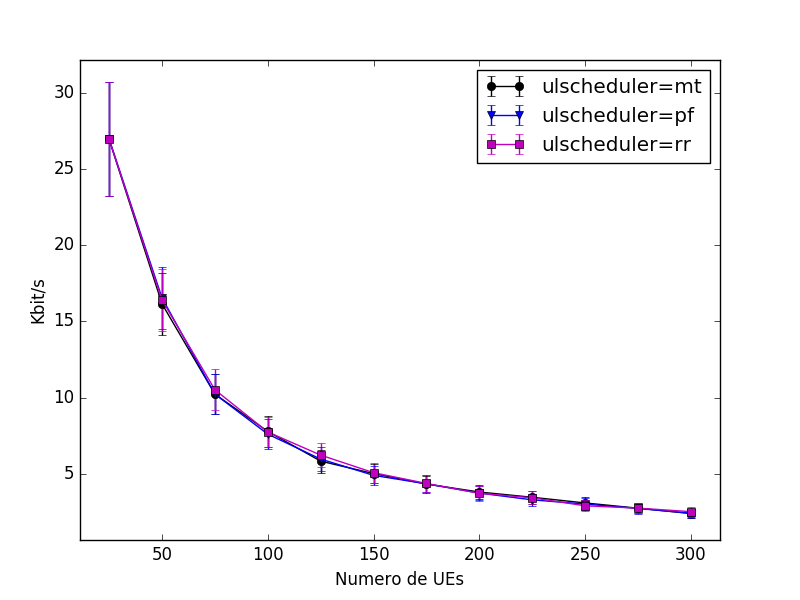 ulscheduler=mt
ulscheduler=pf
ulscheduler=rr
30
25
20
15
10
5
Kbit/s
50 100 150 200 250 300
Numero de UEs